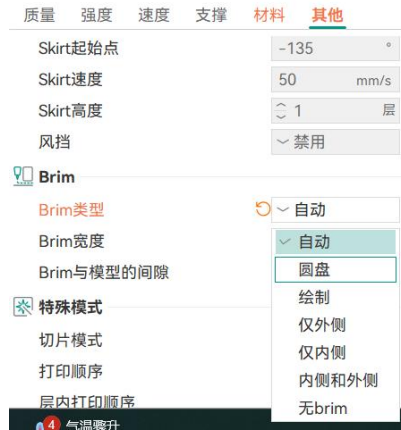 质量 强度 速度 支撑 材料 其他
Skirt起始点 -135 °
Skirt速度 50 mm/s
Skirt高度 1 层
风挡 禁用
Brim
Brim类型 自动
Brim宽度 自动
圆盘
Brim与模型的间隙
绘制
特殊模式
仅外侧
切片模式
仅内侧
打印顺序
内侧和外侧
层内打印顺序
无brim
4 气温骤升